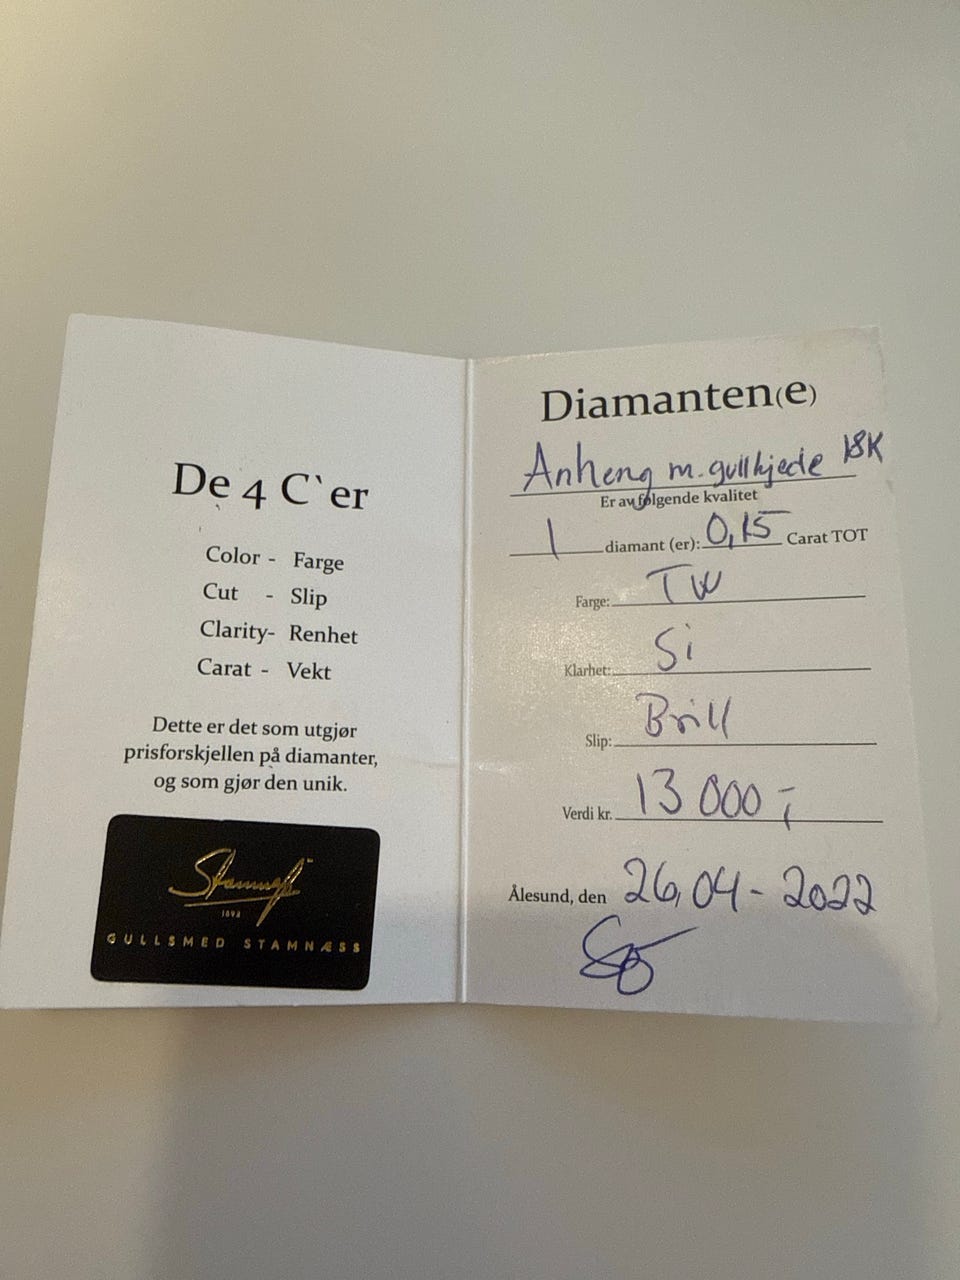 De 4 C`er
Color - Farge
Cut - Slip
Clarity- Renhet
Carat - Vekt
Dette er det som utgjør
prisforskjellen på diamanter,
og som gjør den unik.
1893
GULLSMED STAMNÆSS
Diamanten(e)
Anheng m. gullkjede 18K
Er av følgende kvalitet
1 diamant (er): 0,15 Carat TOT
Farge: TW
Klarhet: Si
Slip: Brill
Verdi kr. 13 000,-
Ålesund, den 26,04-2022